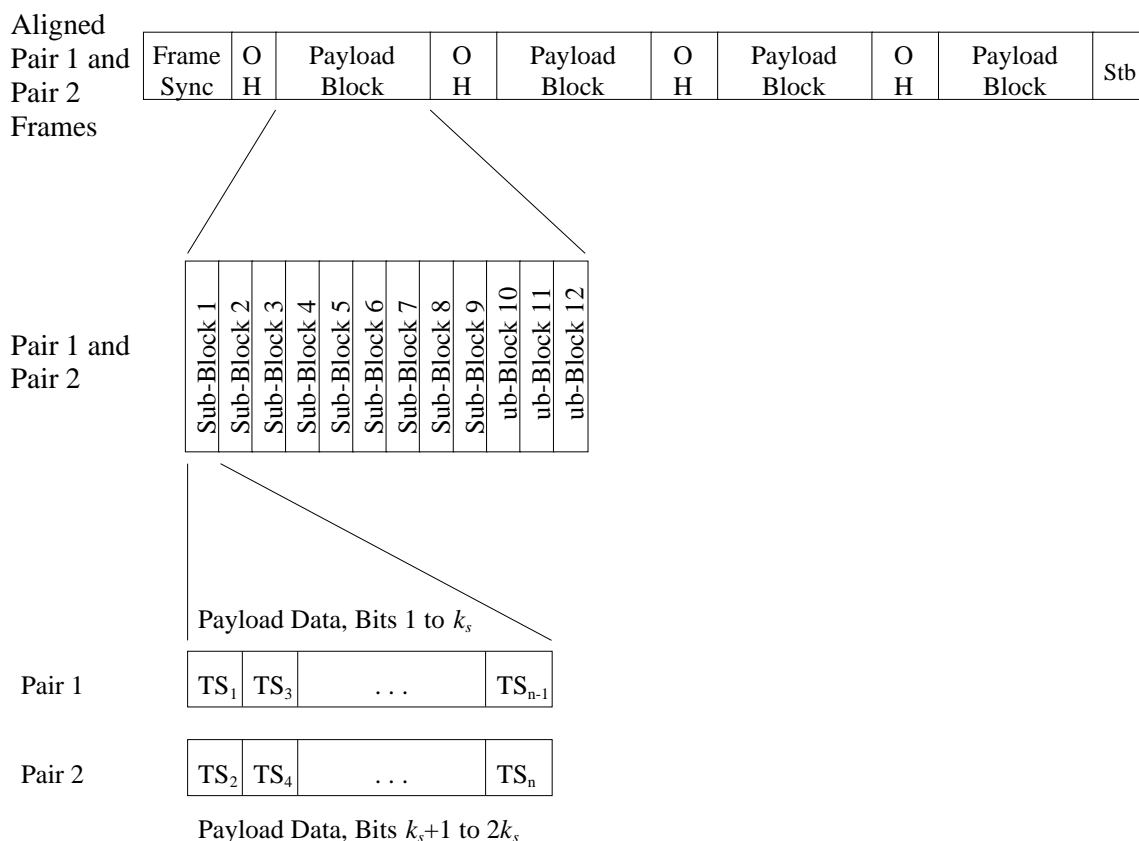 Aligned
Pair 1 and
Pair 2
Frames
Frame
Sync
O
H
Payload
Block
O
H
Payload
Block
O
H
Payload
Block
O
H
Payload
Block
Stb
Pair 1 and
Pair 2
Sub-Block 1
Sub-Block 2
Sub-Block 3
Sub-Block 4
Sub-Block 5
Sub-Block 6
Sub-Block 7
Sub-Block 8
Sub-Block 9
ub-Block 10
ub-Block 11
ub-Block 12
Payload Data, Bits 1 to kₛ
Pair 1
TS₁ TS₃ . . . TSₙ₋₁
Pair 2
TS₂ TS₄ . . . TSₙ
Payload Data, Bits kₛ+1 to 2kₛ